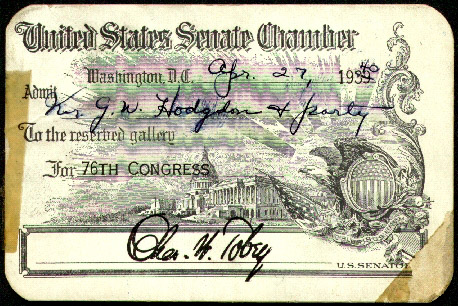 United States Senate Chamber
Washington, D.C. Apr. 27, 1940
Admit
Mr. G. W. Hodgdon & party
To the reserved gallery
For 76TH CONGRESS
Chas. W. Tobey
U.S. SENATOR